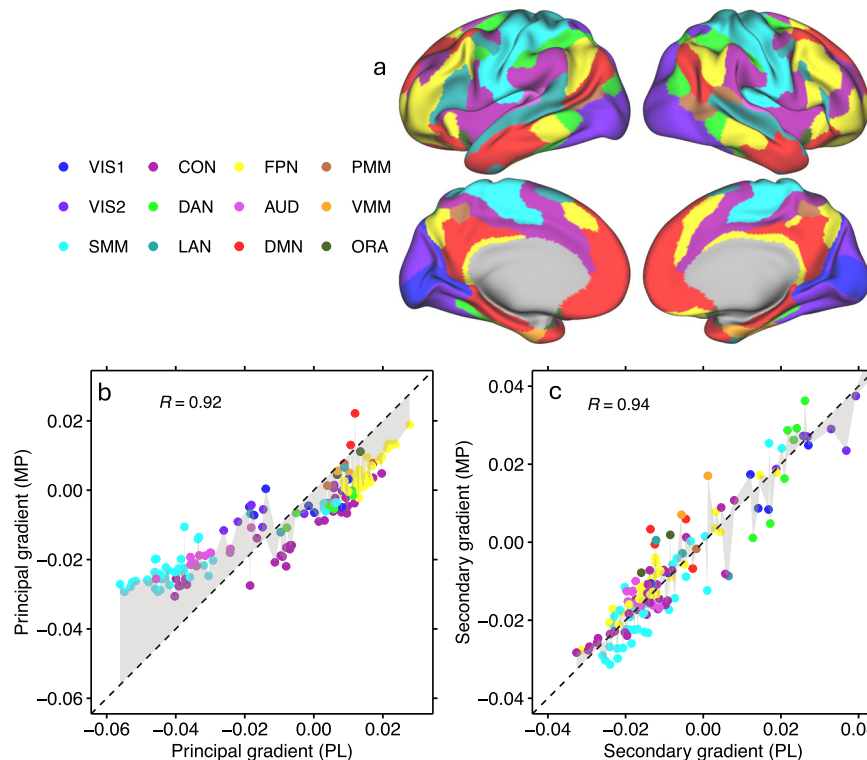 a
VIS1 CON FPN PMM
VIS2 DAN AUD VMM
SMM LAN DMN ORA
b
R = 0.92
Principal gradient (MP)
0.02
0.00
−0.02
−0.04
−0.06
−0.06 −0.04 −0.02 0.00 0.02
Principal gradient (PL)
c
R = 0.94
Secondary gradient (MP)
0.04
0.02
0.00
−0.02
−0.04
−0.04 −0.02 0.00 0.02
Secondary gradient (PL)